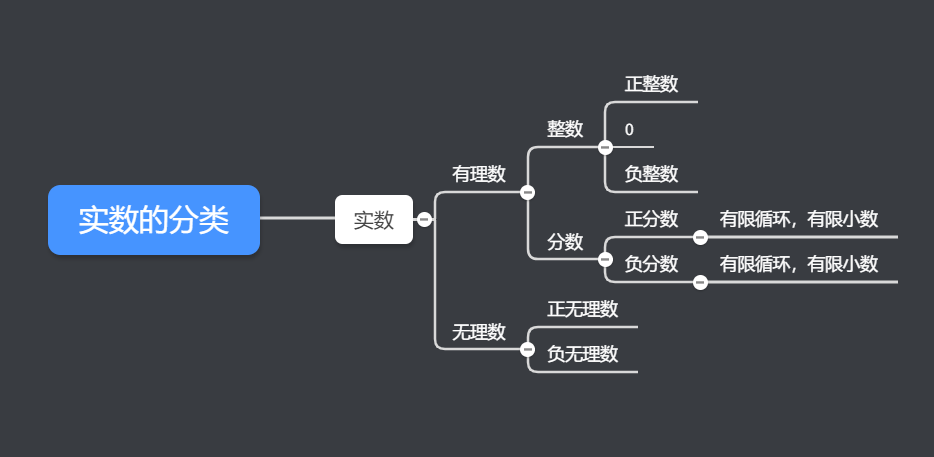 实数的分类
实数
有理数
整数
正整数
0
负整数
分数
正分数
有限循环，有限小数
负分数
有限循环，有限小数
无理数
正无理数
负无理数